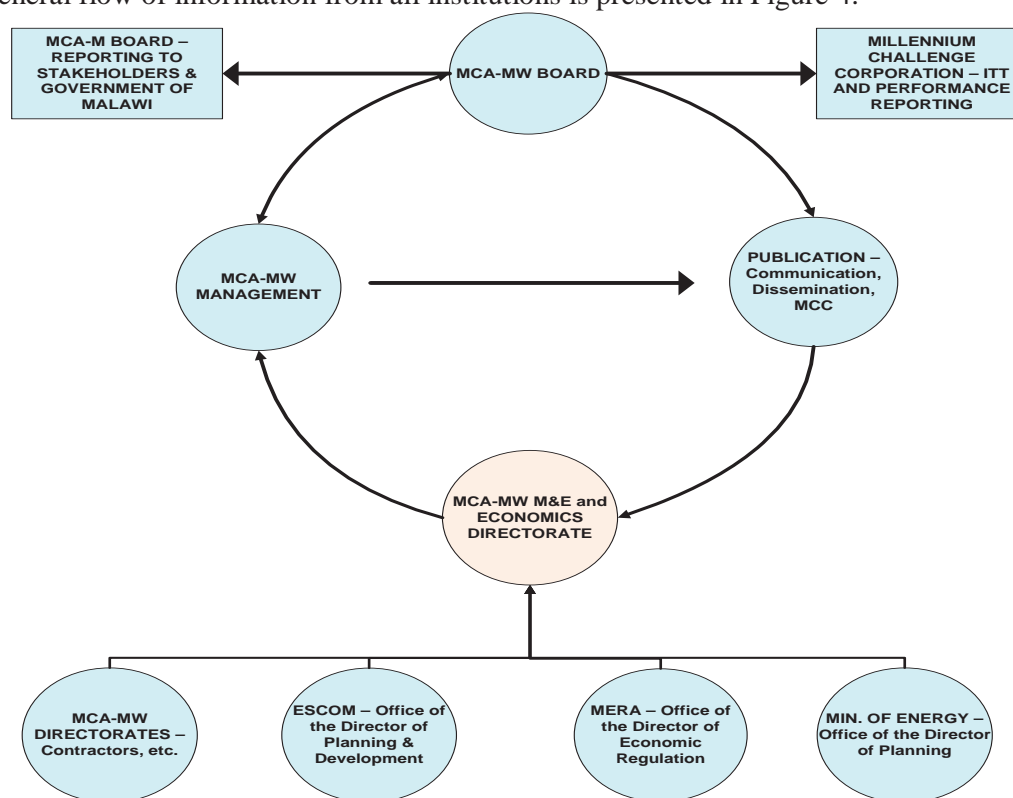 eneral flow of information from all institutions is presented in Figure 4.
MCA-M BOARD –
REPORTING TO
STAKEHOLDERS &
GOVERNMENT OF
MALAWI
MCA-MW BOARD
MILLENNIUM
CHALLENGE
CORPORATION – ITT
AND PERFORMANCE
REPORTING
MCA-MW
MANAGEMENT
PUBLICATION –
Communication,
Dissemination,
MCC
MCA-MW M&E and
ECONOMICS
DIRECTORATE
MCA-MW
DIRECTORATES –
Contractors, etc.
ESCOM – Office of
the Director of
Planning &
Development
MERA – Office of
the Director of
Economic
Regulation
MIN. OF ENERGY –
Office of the Director
of Planning